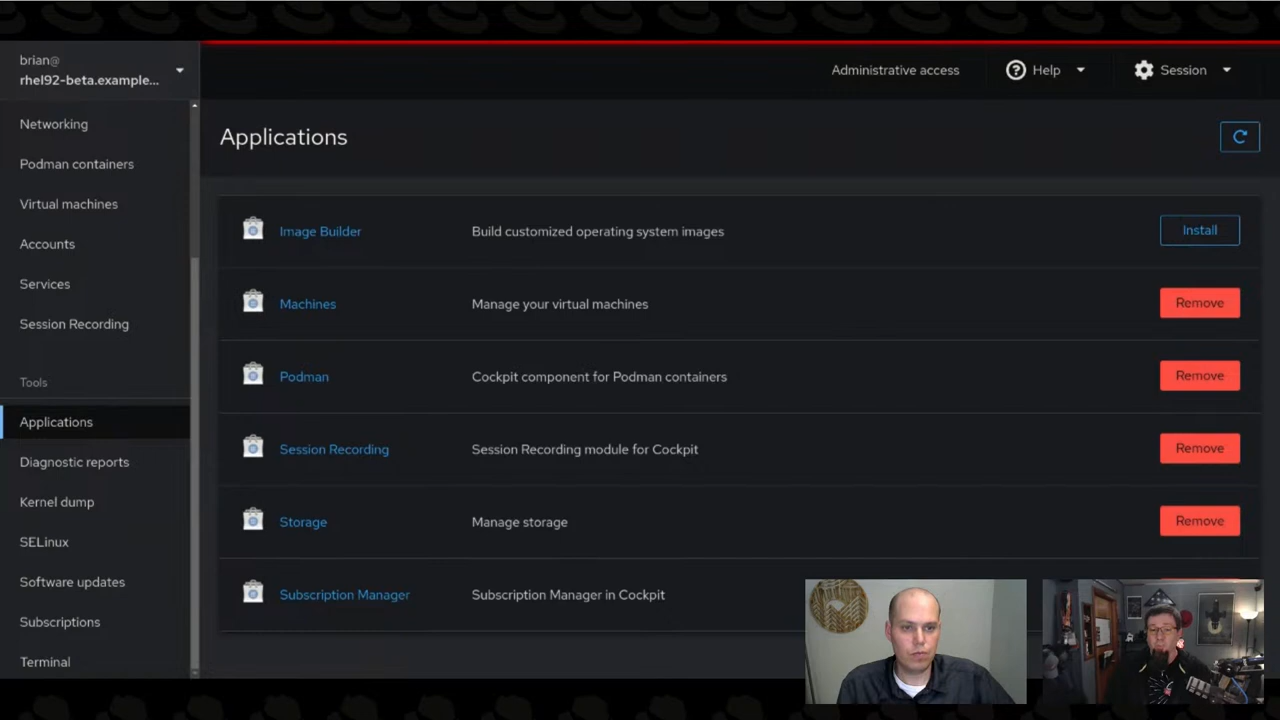 brian@
rhel92-beta.example...
Administrative access
Help
Session
Networking
Podman containers
Virtual machines
Accounts
Services
Session Recording
Tools
Applications
Diagnostic reports
Kernel dump
SELinux
Software updates
Subscriptions
Terminal
Applications
Image Builder
Build customized operating system images
Install
Machines
Manage your virtual machines
Remove
Podman
Cockpit component for Podman containers
Remove
Session Recording
Session Recording module for Cockpit
Remove
Storage
Manage storage
Remove
Subscription Manager
Subscription Manager in Cockpit